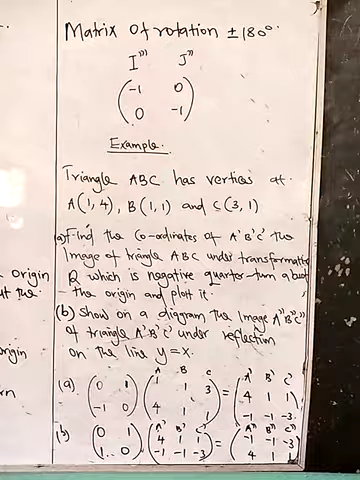 Matrix of rotation ±180°.
I''' J''
-1 0
0 -1
Example.
Triangle ABC has vertices at
A(1,4), B(1,1) and C(3,1)
(a) Find the co-ordinates of A'B'C' the
image of triangle ABC under transformatio
R which is negative quarter-turn about
the origin and plott it.
(b) Show on a diagram the image A''B''C''
of triangle A'B'C' under reflection
on the line y=x.
origin
t the
origin
rn
A B C A' B' C'
(a) (0 1) (1 1 3) = (4 1 1)
(-1 0) (4 1 1) (-1 -1 -3)
A' B' C' A'' B'' C''
(b) (0 1) (4 1 1) = (-1 -1 -3)
(1 0) (-1 -1 -3) (4 1 1)